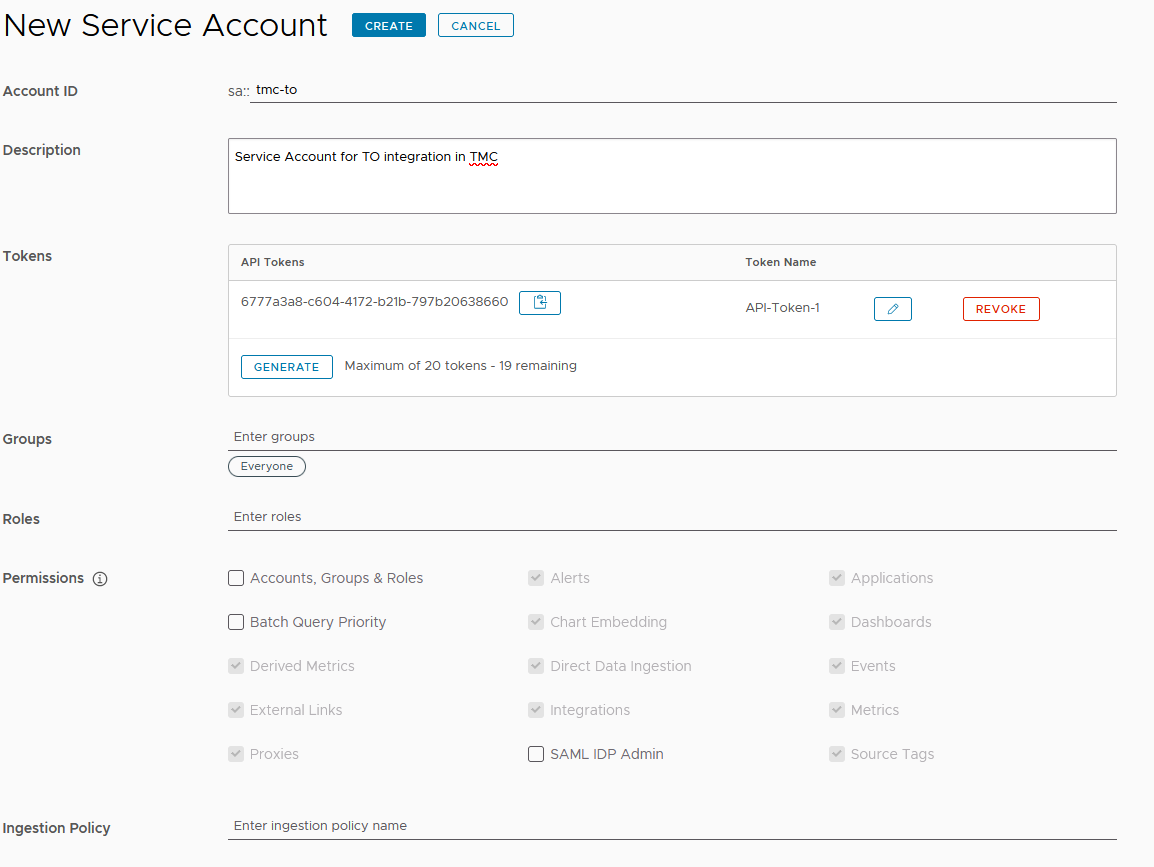 New Service Account CREATE CANCEL
Account ID sa:: tmc-to
Description Service Account for TO integration in TMC
Tokens API Tokens Token Name
6777a3a8-c604-4172-b21b-797b20638660 API-Token-1 REVOKE
GENERATE Maximum of 20 tokens - 19 remaining
Groups Enter groups
Everyone
Roles Enter roles
Permissions Accounts, Groups & Roles Alerts Applications
Batch Query Priority Chart Embedding Dashboards
Derived Metrics Direct Data Ingestion Events
External Links Integrations Metrics
Proxies SAML IDP Admin Source Tags
Ingestion Policy Enter ingestion policy name